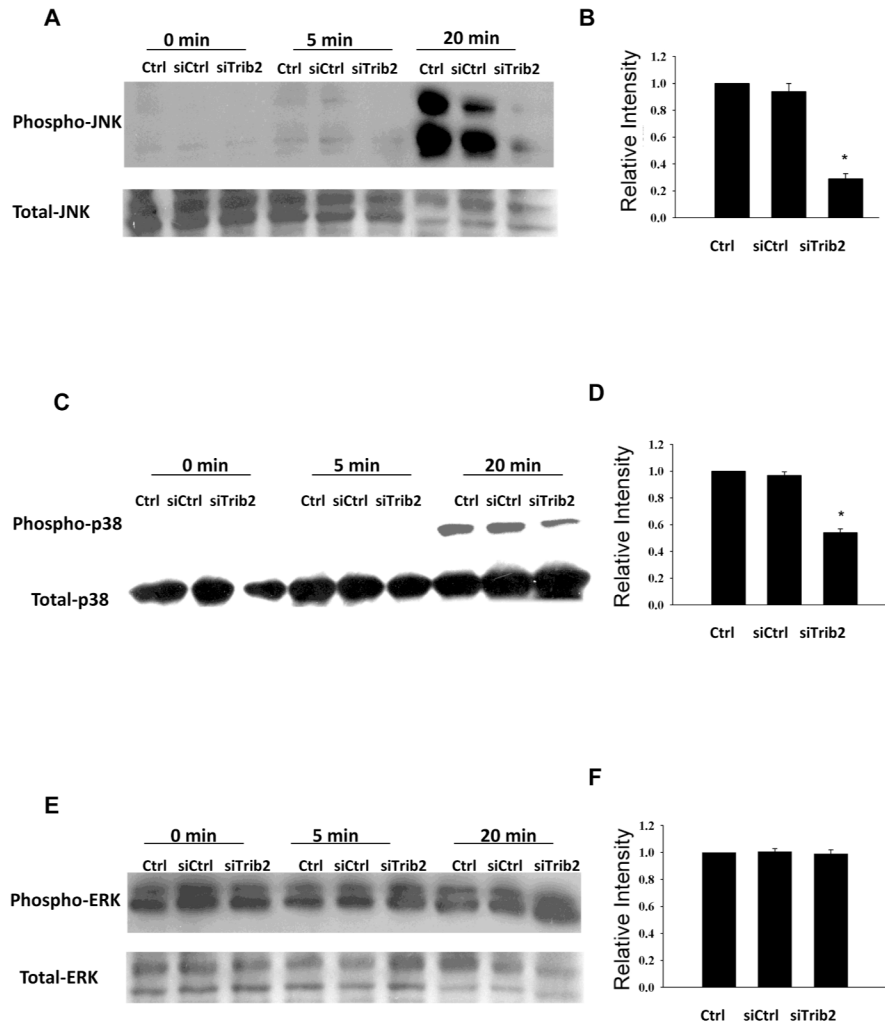 A
0 min 5 min 20 min
Ctrl siCtrl siTrib2 Ctrl siCtrl siTrib2 Ctrl siCtrl siTrib2
Phospho-JNK
Total-JNK
B
Relative Intensity
1.2
1.0
0.8
0.6
0.4
0.2
0.0
*
Ctrl siCtrl siTrib2
C
0 min 5 min 20 min
Ctrl siCtrl siTrib2 Ctrl siCtrl siTrib2 Ctrl siCtrl siTrib2
Phospho-p38
Total-p38
D
Relative Intensity
1.2
1.0
0.8
0.6
0.4
0.2
0.0
*
Ctrl siCtrl siTrib2
E
0 min 5 min 20 min
Ctrl siCtrl siTrib2 Ctrl siCtrl siTrib2 Ctrl siCtrl siTrib2
Phospho-ERK
Total-ERK
F
Relative Intensity
1.2
1.0
0.8
0.6
0.4
0.2
0.0
Ctrl siCtrl siTrib2